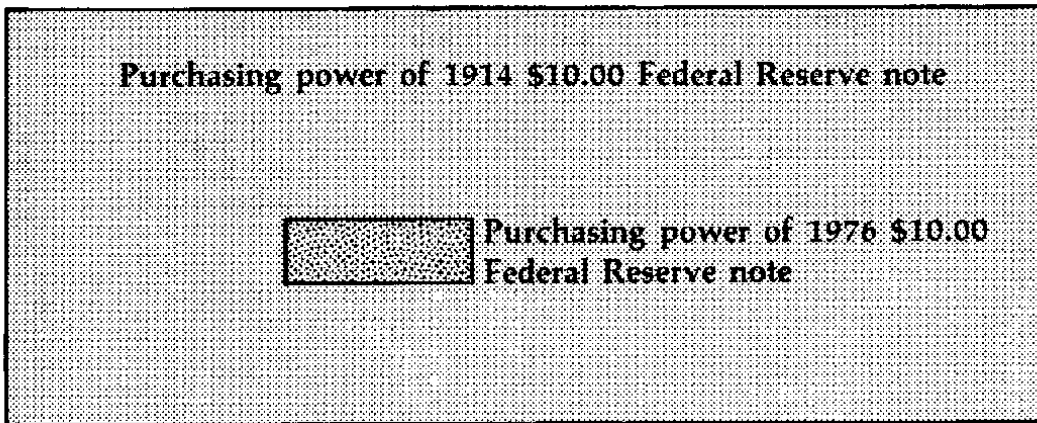 Purchasing power of 1914 $10.00 Federal Reserve note
Purchasing power of 1976 $10.00
Federal Reserve note